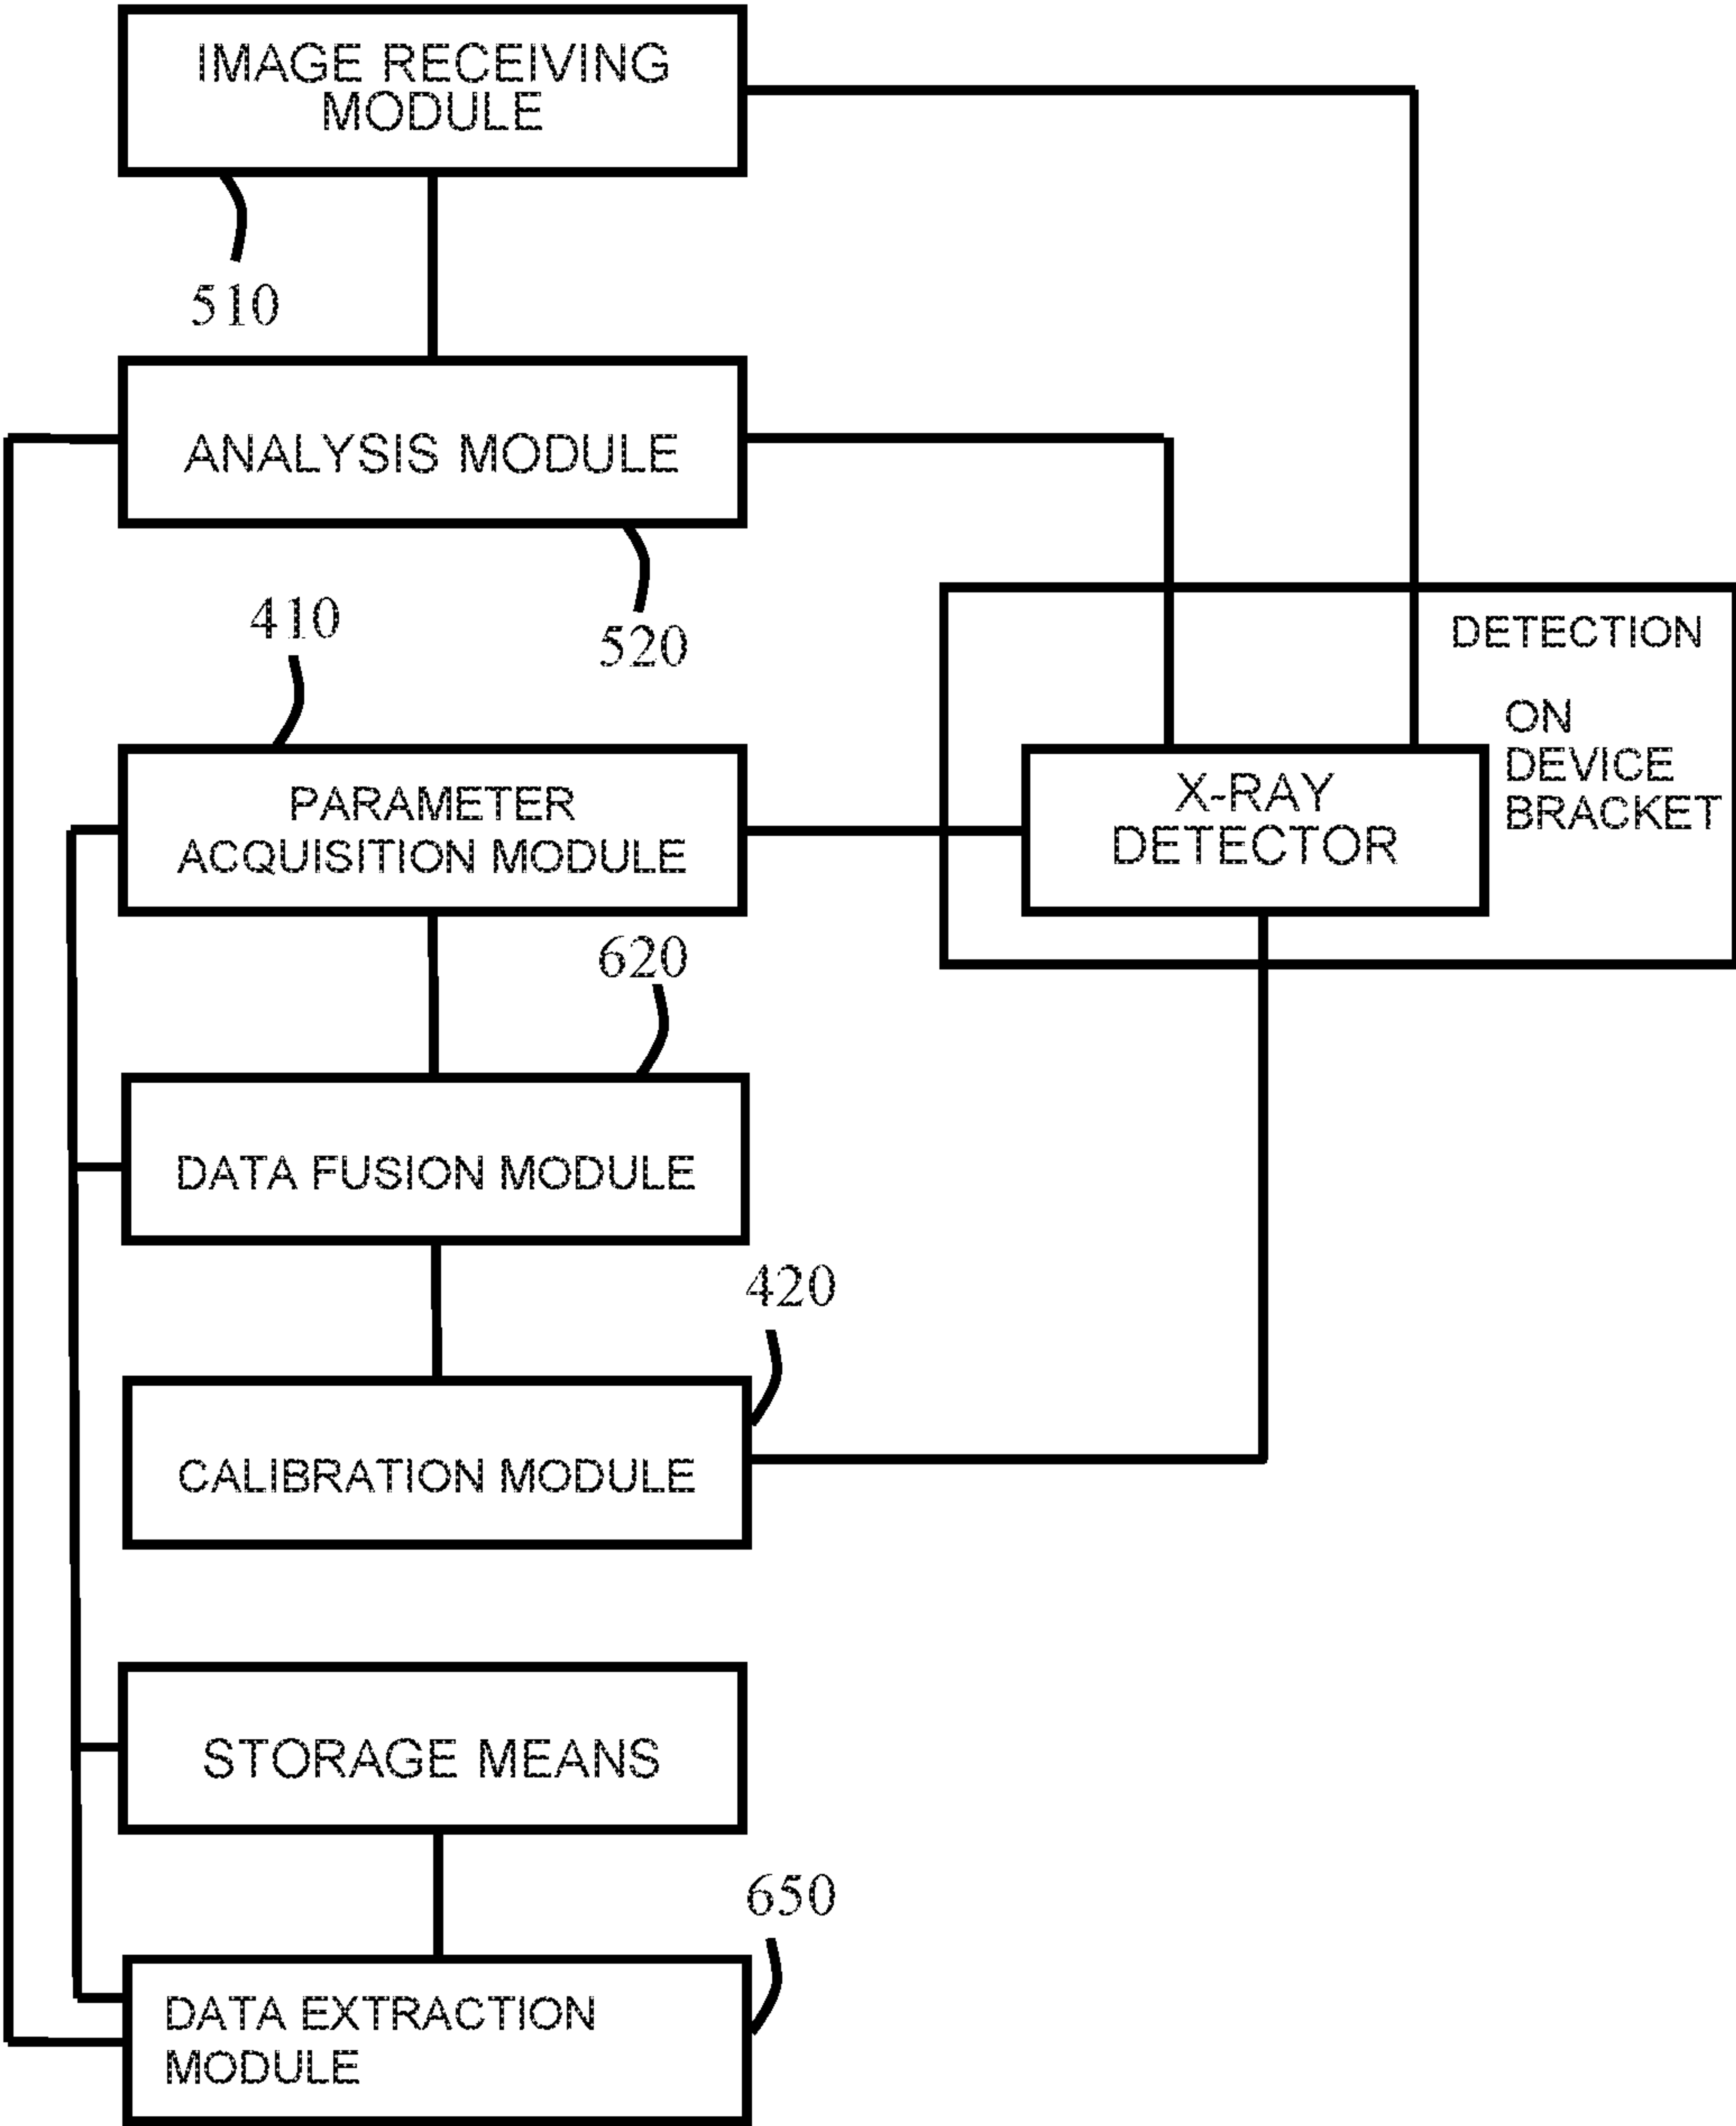 IMAGE RECEIVING
MODULE
510
ANALYSIS MODULE
520
410
DETECTION
ON
DEVICE
BRACKET
X-RAY
DETECTOR
PARAMETER
ACQUISITION MODULE
620
DATA FUSION MODULE
420
CALIBRATION MODULE
STORAGE MEANS
650
DATA EXTRACTION
MODULE